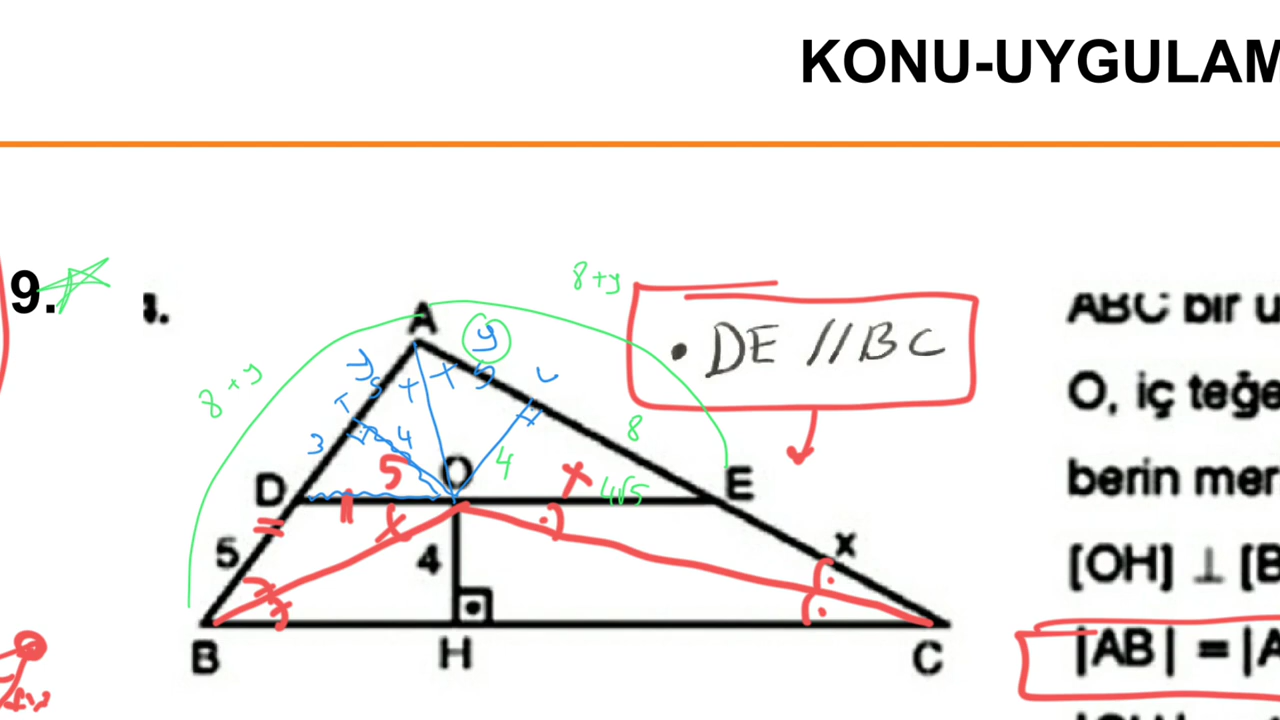 KONU-UYGULAM
9.
8+y
A
y
• DE // BC
ABC bir ü
8+y
y
5
T
3
4
8
O, iç teğe
5
O
4
x
4√5
D
E
berin mer
5
4
x
[OH] ⊥ [B
B
H
C
|AB| = |A